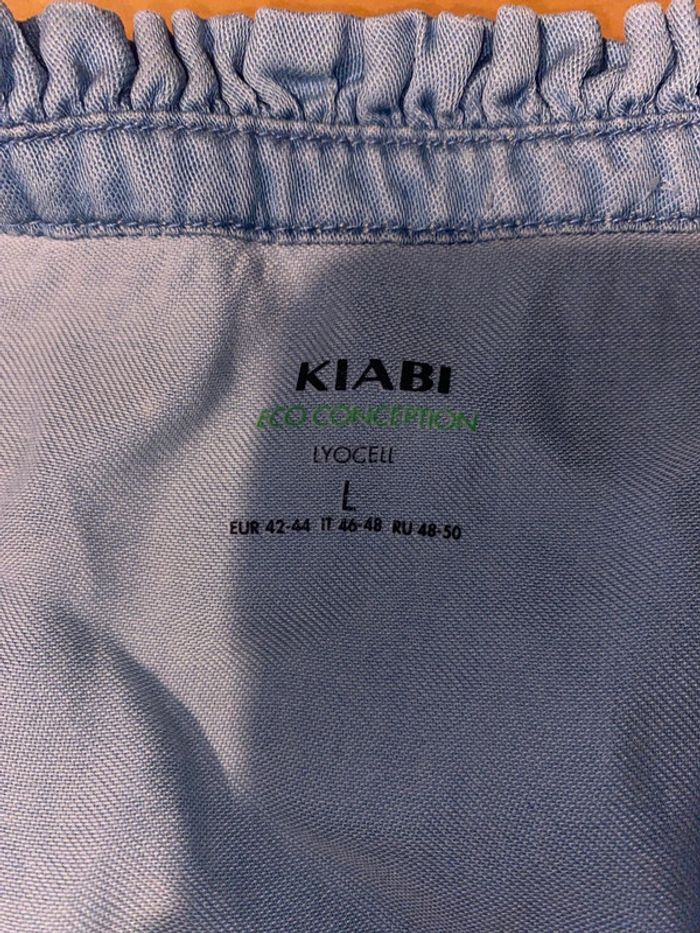 KIABI
ECO CONCEPTION
LYOCELL
L
EUR 42-44 IT 46-48 RU 48-50